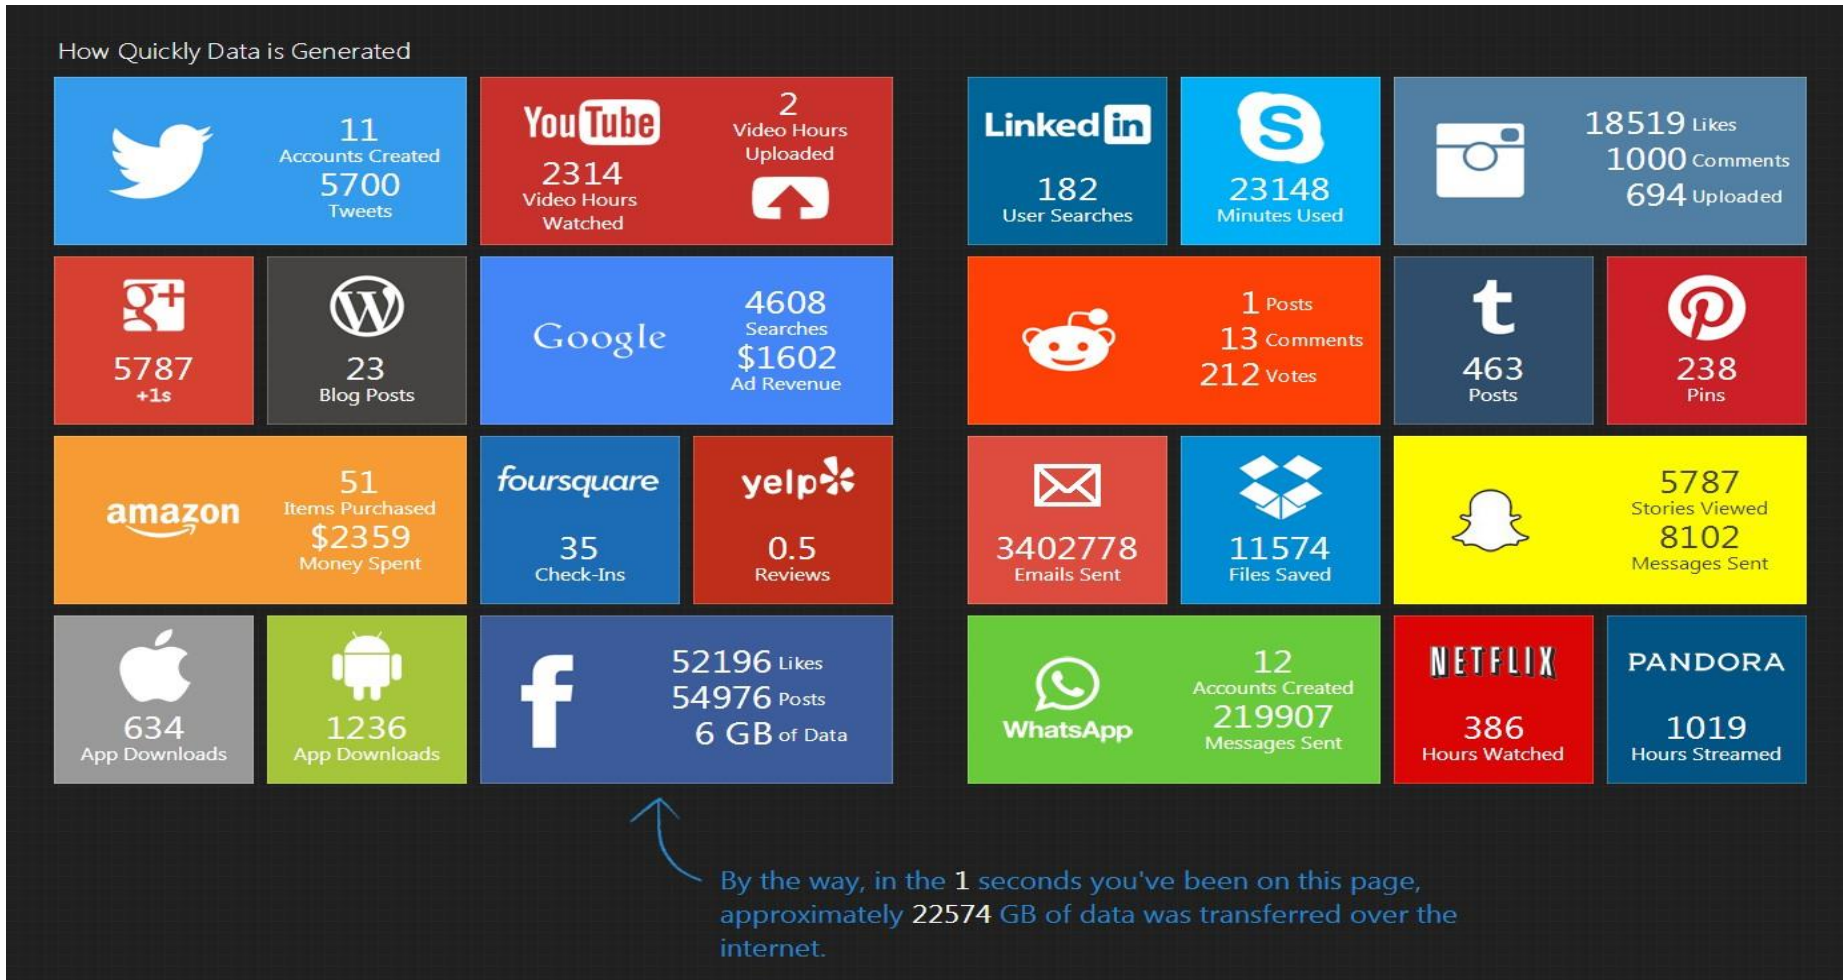 How Quickly Data is Generated
11
Accounts Created
5700
Tweets
YouTube
2314
Video Hours
Watched
2
Video Hours
Uploaded
Linked in
182
User Searches
S
23148
Minutes Used
18519 Likes
1000 Comments
694 Uploaded
g+
5787
+1s
W
23
Blog Posts
Google
4608
Searches
$1602
Ad Revenue
1 Posts
13 Comments
212 Votes
t
463
Posts
P
238
Pins
amazon
51
Items Purchased
$2359
Money Spent
foursquare
35
Check-Ins
yelp
0.5
Reviews
3402778
Emails Sent
11574
Files Saved
5787
Stories Viewed
8102
Messages Sent
634
App Downloads
1236
App Downloads
f
52196 Likes
54976 Posts
6 GB of Data
WhatsApp
12
Accounts Created
219907
Messages Sent
NETFLIX
386
Hours Watched
PANDORA
1019
Hours Streamed
By the way, in the 1 seconds you've been on this page,
approximately 22574 GB of data was transferred over the
internet.